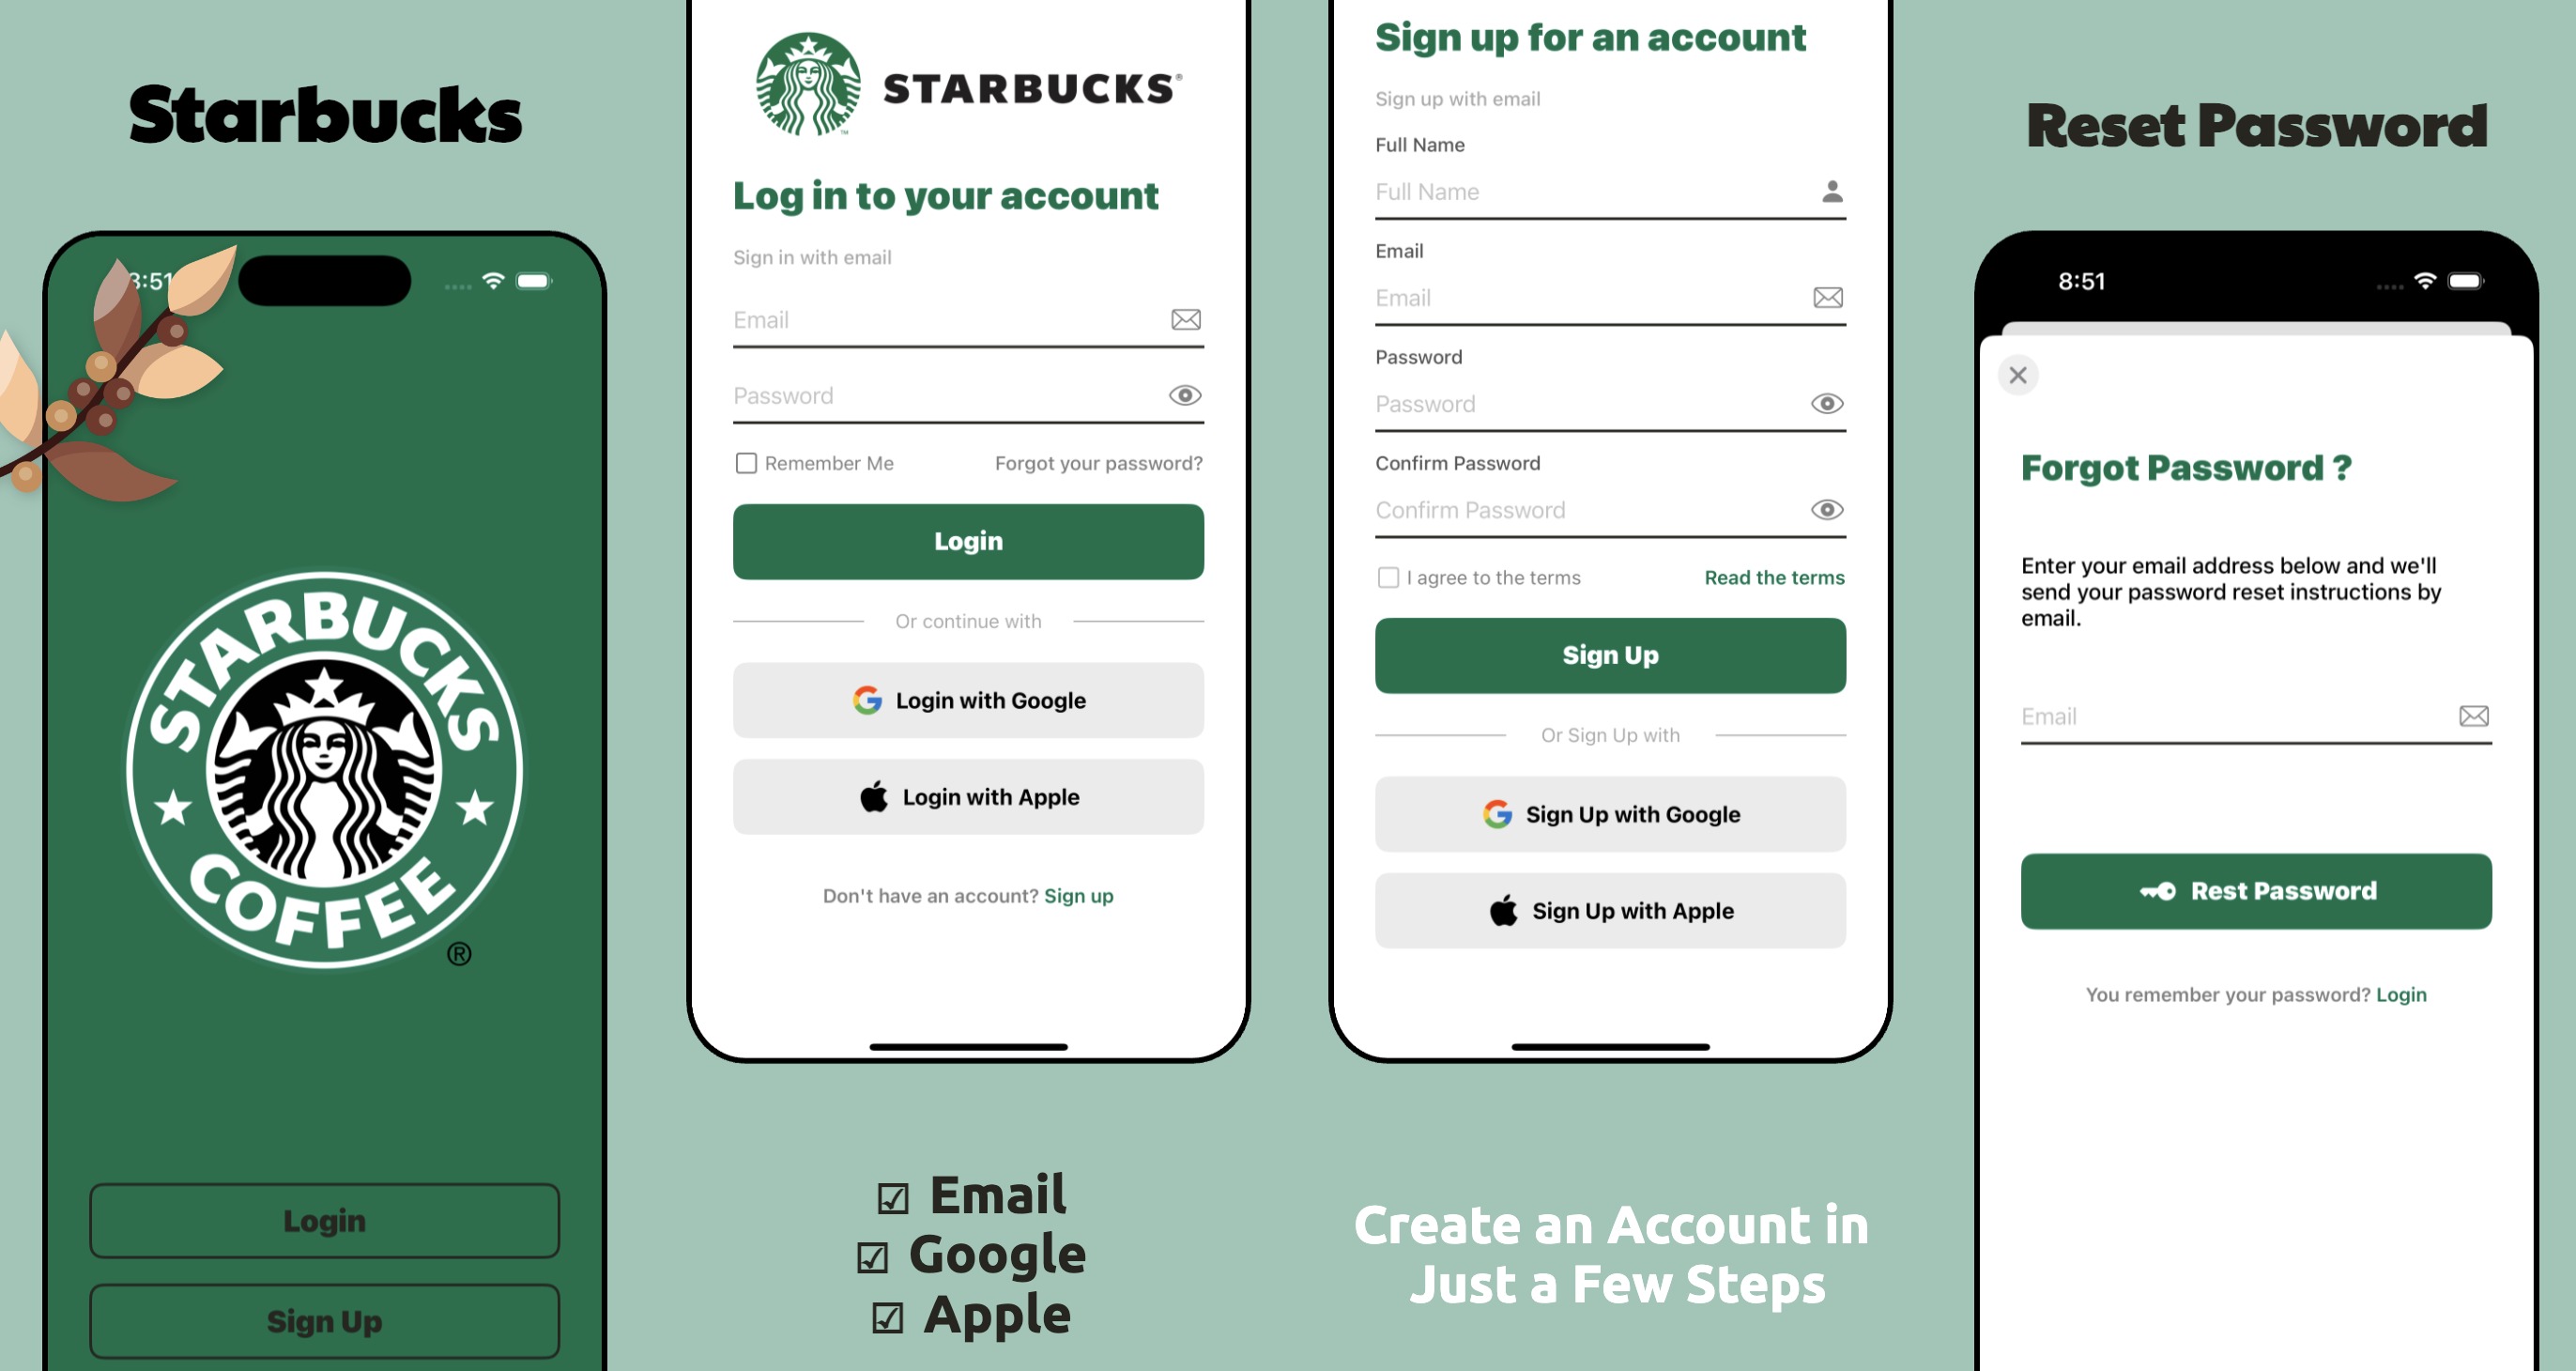 Starbucks
8:51
STARBUCKS
COFFEE
®
Login
Sign Up
STARBUCKS®
TM
Log in to your account
Sign in with email
Email
Password
Remember Me
Forgot your password?
Login
Or continue with
Login with Google
Login with Apple
Don't have an account? Sign up
☑ Email
☑ Google
☑ Apple
Sign up for an account
Sign up with email
Full Name
Full Name
Email
Email
Password
Password
Confirm Password
Confirm Password
I agree to the terms
Read the terms
Sign Up
Or Sign Up with
Sign Up with Google
Sign Up with Apple
Create an Account in
Just a Few Steps
Reset Password
8:51
Forgot Password ?
Enter your email address below and we'll
send your password reset instructions by
email.
Email
Rest Password
You remember your password? Login